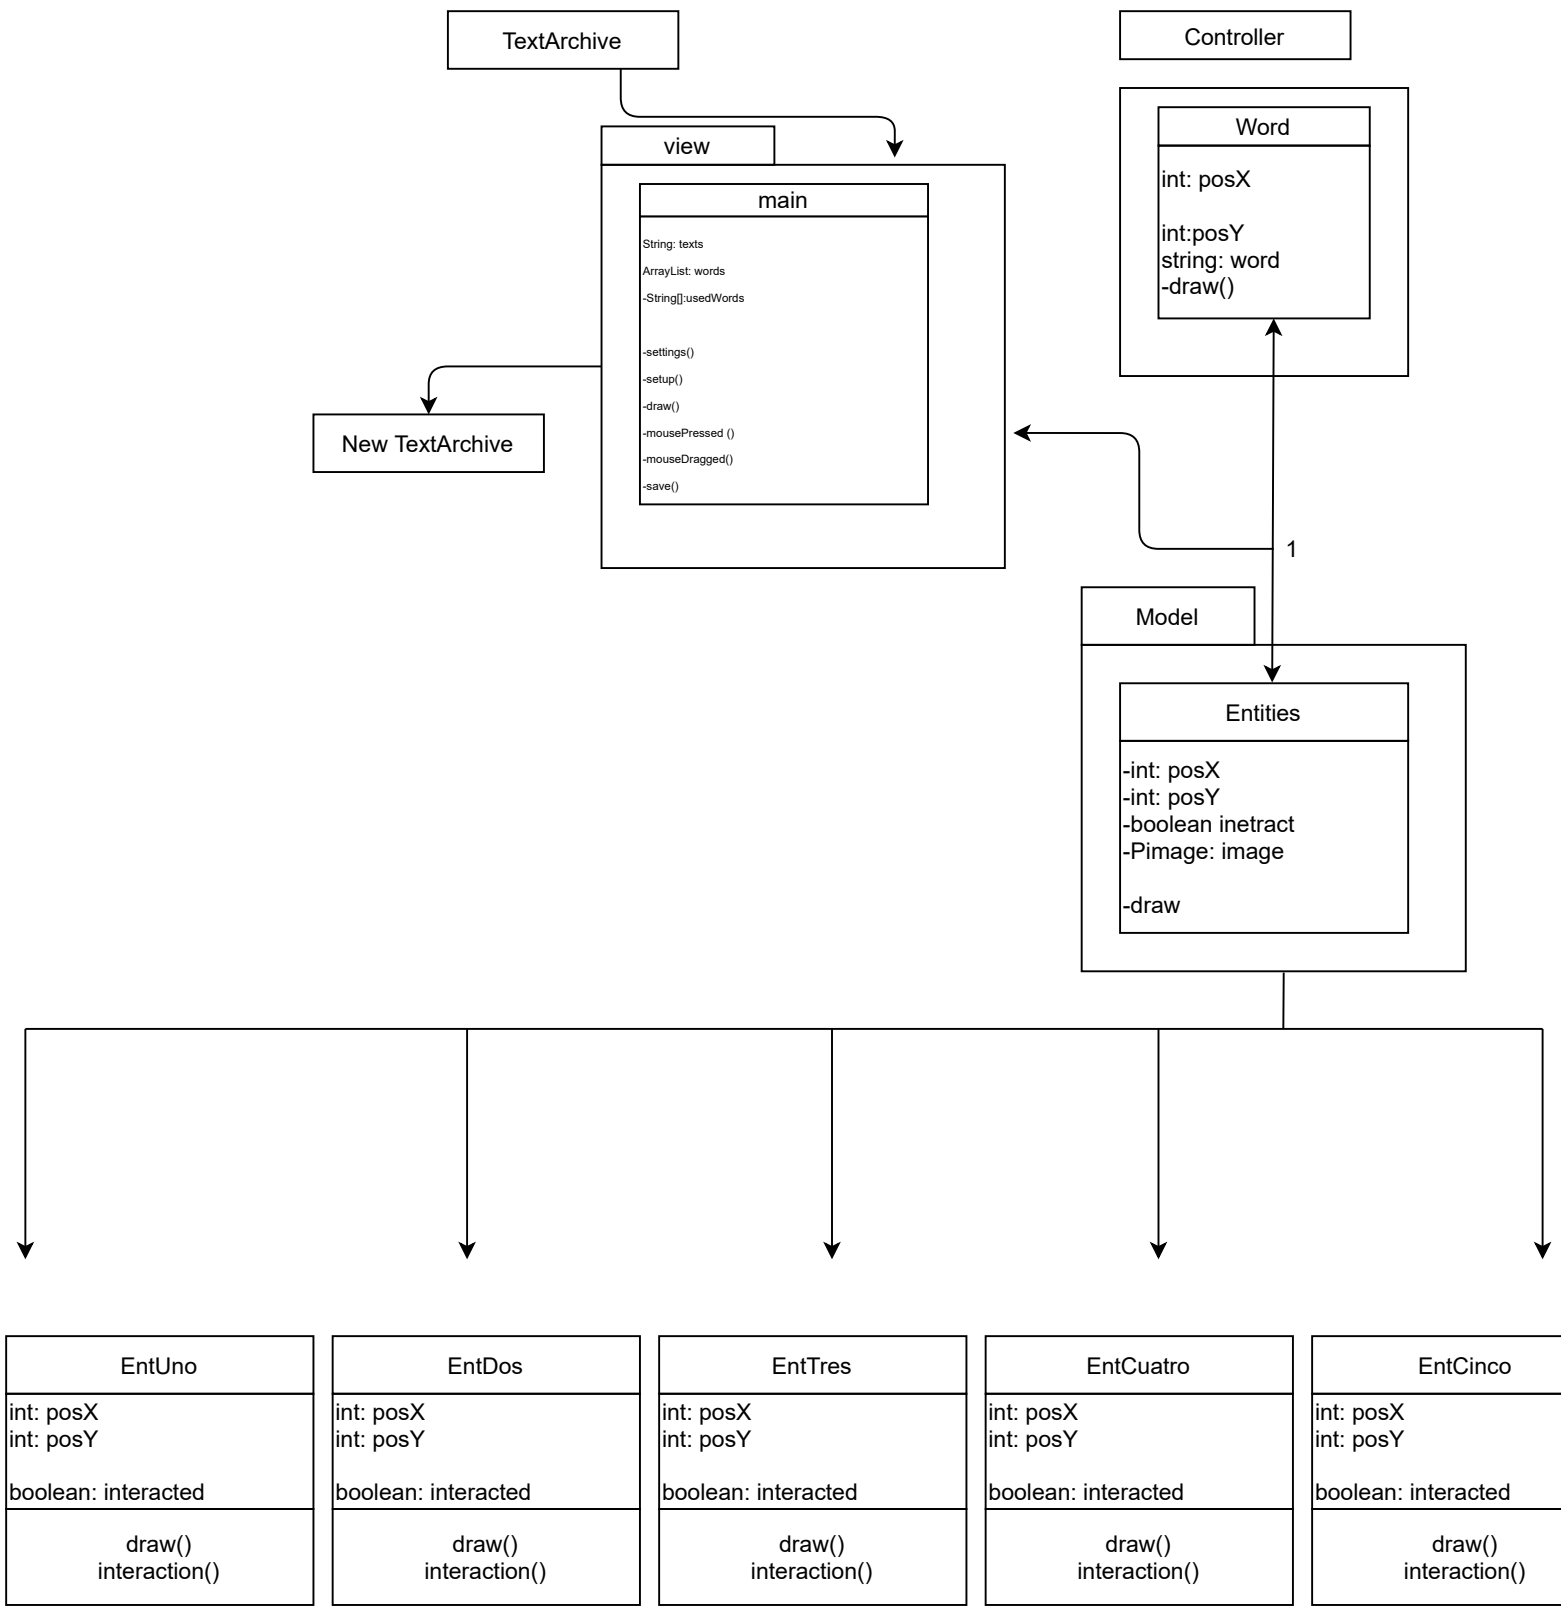 TextArchive
Controller
view
Word
int: posX
int:posY
string: word
-draw()
main
String: texts
ArrayList: words
-String[]:usedWords
-settings()
-setup()
-draw()
-mousePressed ()
-mouseDragged()
-save()
New TextArchive
1
Model
Entities
-int: posX
-int: posY
-boolean inetract
-Pimage: image
-draw
EntUno
int: posX
int: posY
boolean: interacted
draw()
interaction()
EntDos
int: posX
int: posY
boolean: interacted
draw()
interaction()
EntTres
int: posX
int: posY
boolean: interacted
draw()
interaction()
EntCuatro
int: posX
int: posY
boolean: interacted
draw()
interaction()
EntCinco
int: posX
int: posY
boolean: interacted
draw()
interaction()